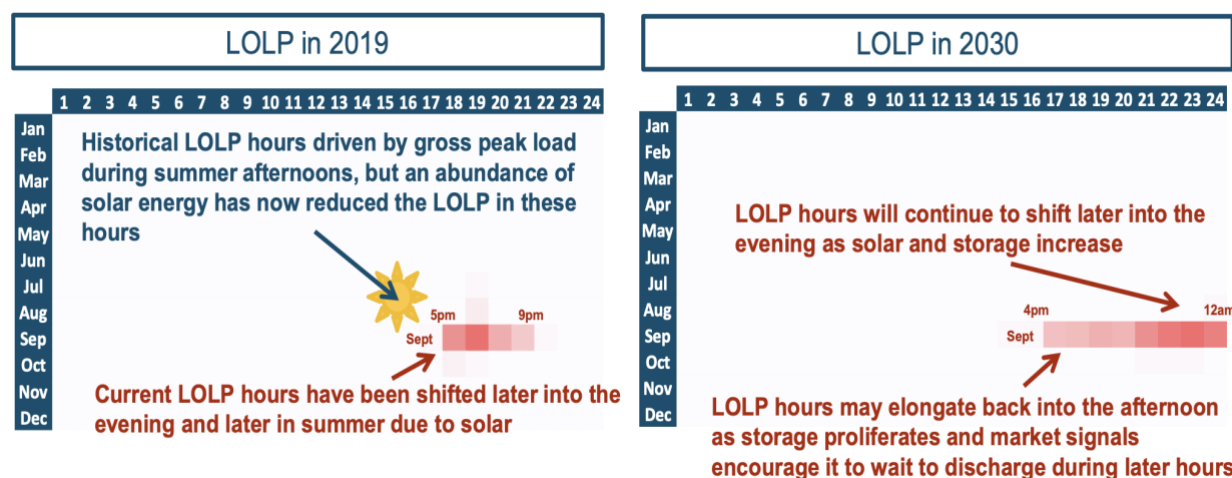 LOLP in 2019
1 2 3 4 5 6 7 8 9 10 11 12 13 14 15 16 17 18 19 20 21 22 23 24
Jan
Feb
Mar
Apr
May
Jun
Jul
Aug
Sep
Oct
Nov
Dec
Historical LOLP hours driven by gross peak load
during summer afternoons, but an abundance of
solar energy has now reduced the LOLP in these
hours
5pm 9pm
Sept
Current LOLP hours have been shifted later into the
evening and later in summer due to solar
LOLP in 2030
1 2 3 4 5 6 7 8 9 10 11 12 13 14 15 16 17 18 19 20 21 22 23 24
Jan
Feb
Mar
Apr
May
Jun
Jul
Aug
Sep
Oct
Nov
Dec
LOLP hours will continue to shift later into the
evening as solar and storage increase
4pm 12am
Sept
LOLP hours may elongate back into the afternoon
as storage proliferates and market signals
encourage it to wait to discharge during later hours